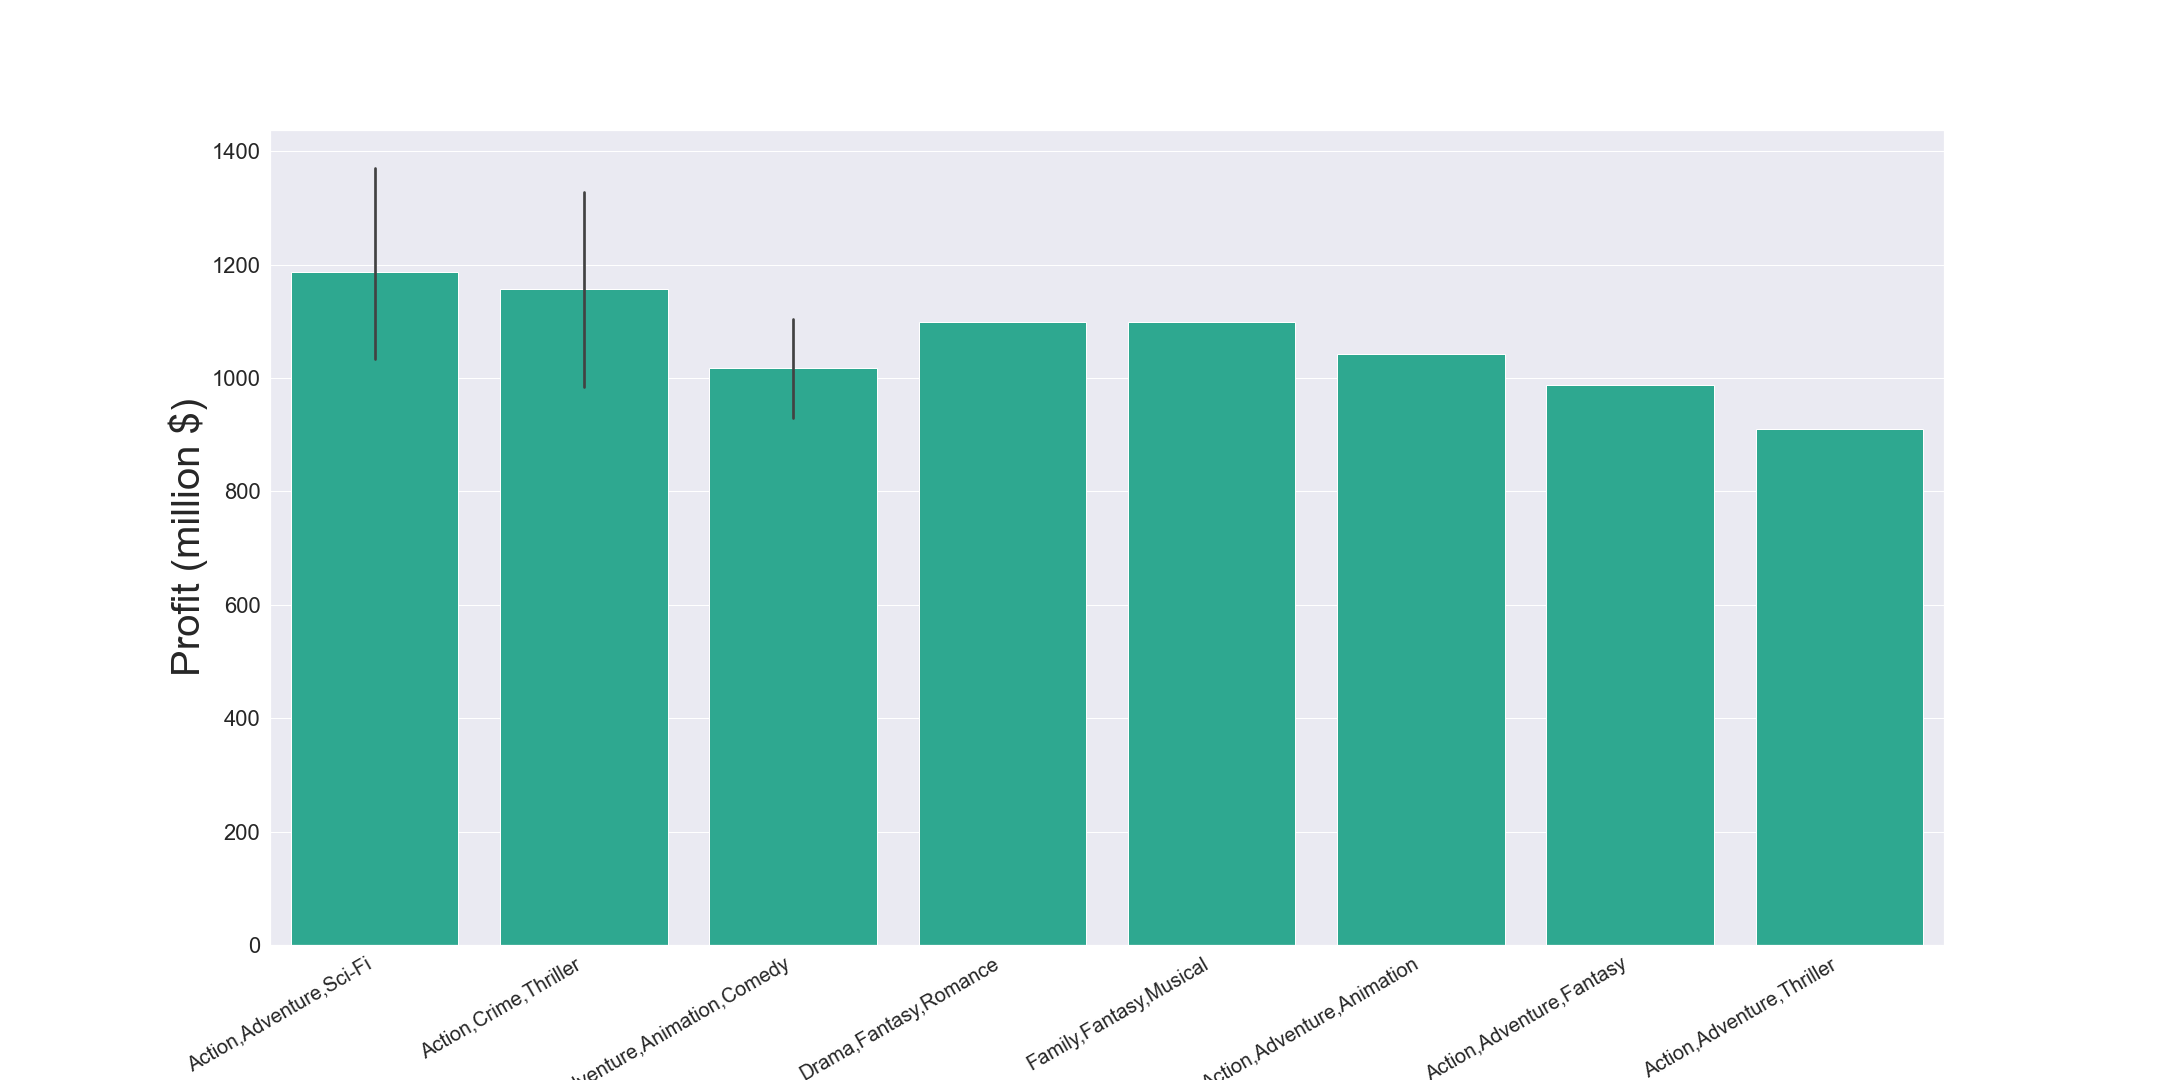 1400
1200
1000
800
600
400
200
0
Profit (million $)
Action,Adventure,Sci-Fi
Action,Crime,Thriller
Animation,Comedy
Drama,Fantasy,Romance
Family,Fantasy,Musical
Action,Adventure,Animation
Action,Adventure,Fantasy
Action,Adventure,Thriller